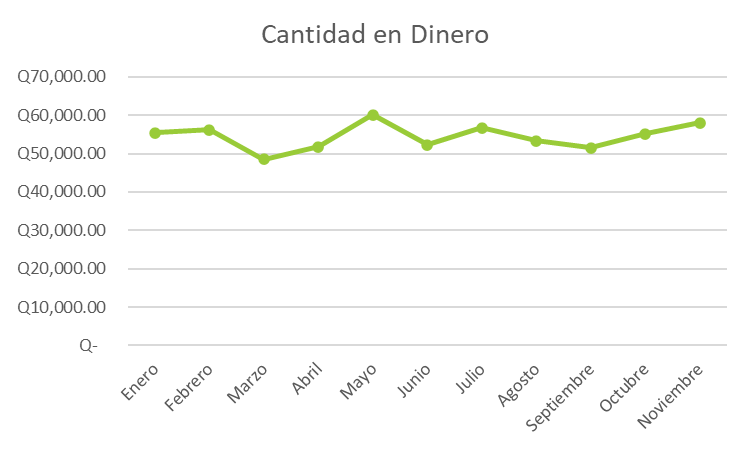 Cantidad en Dinero
Q70,000.00
Q60,000.00
Q50,000.00
Q40,000.00
Q30,000.00
Q20,000.00
Q10,000.00
Q-
Enero
Febrero
Marzo
Abril
Mayo
Junio
Julio
Agosto
Septiembre
Octubre
Noviembre